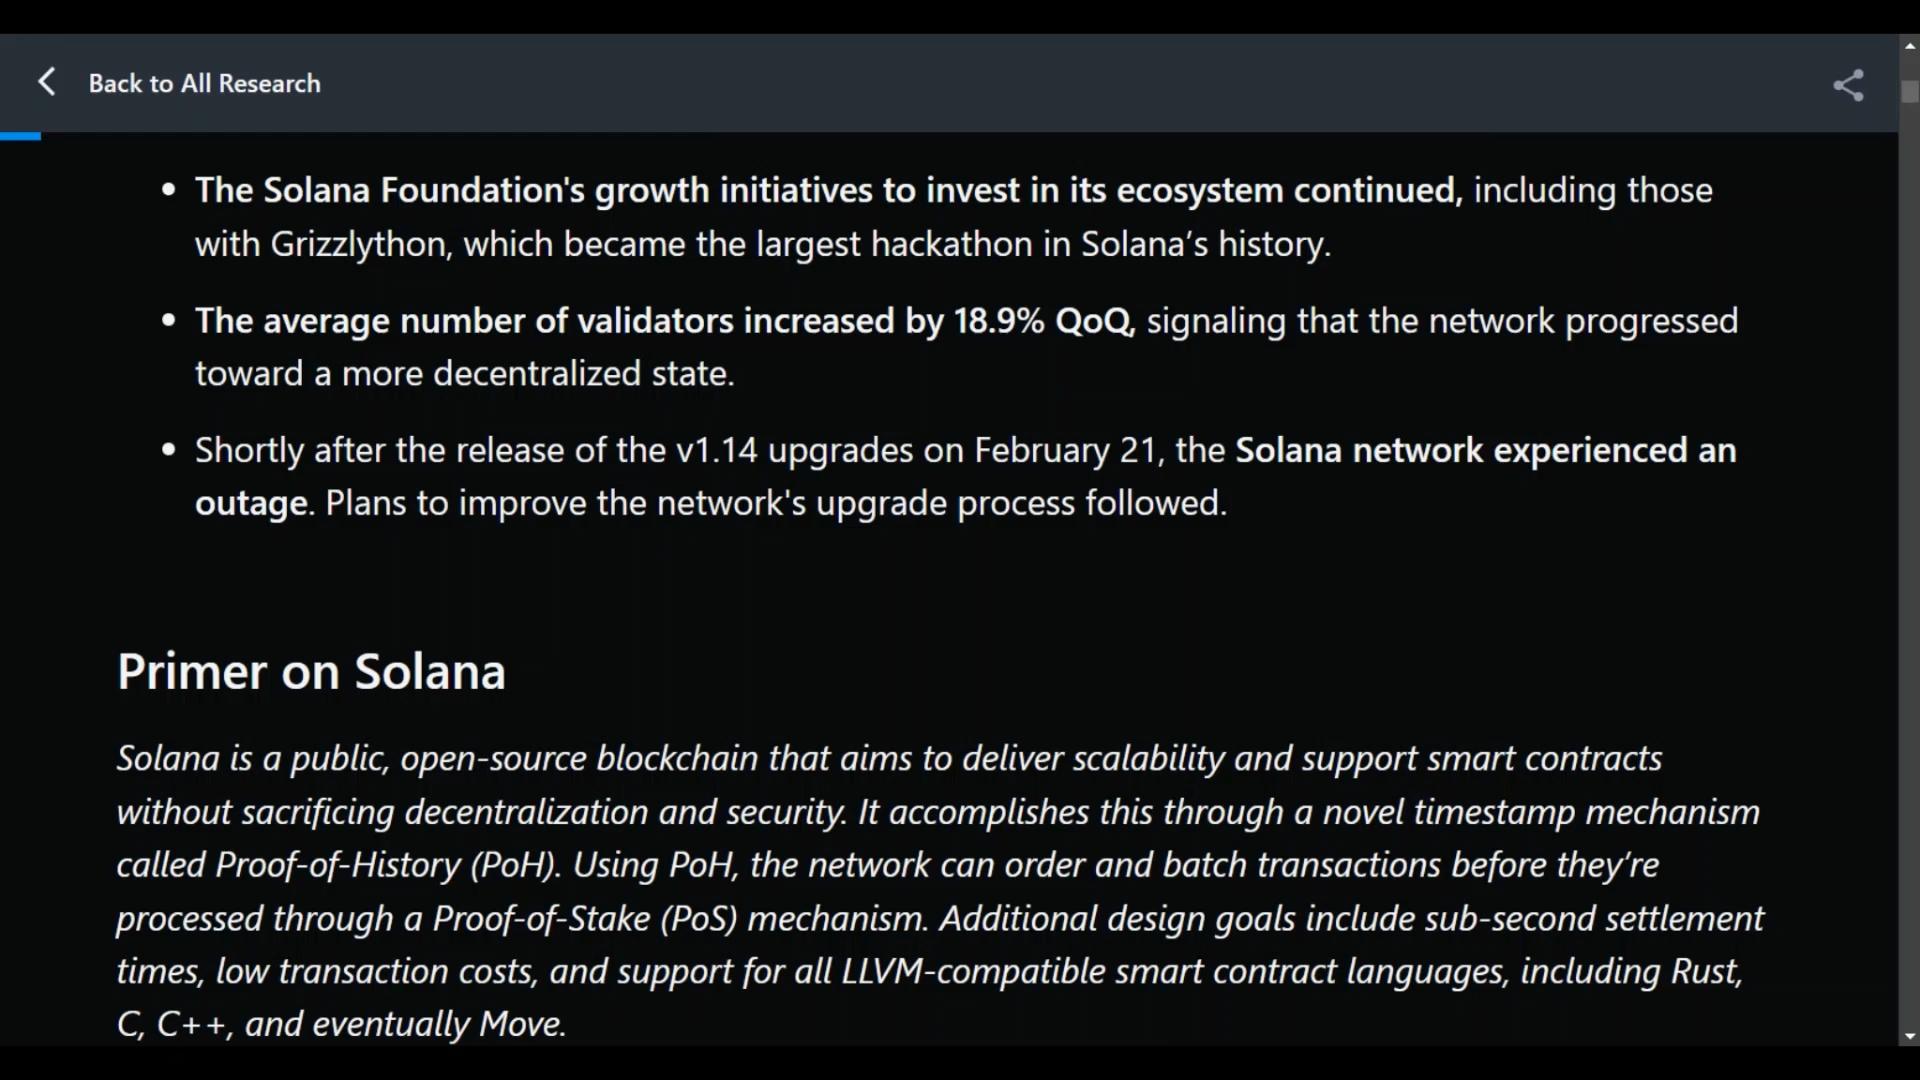 Back to All Research
• The Solana Foundation's growth initiatives to invest in its ecosystem continued, including those
with Grizzlython, which became the largest hackathon in Solana’s history.
• The average number of validators increased by 18.9% QoQ, signaling that the network progressed
toward a more decentralized state.
• Shortly after the release of the v1.14 upgrades on February 21, the Solana network experienced an
outage. Plans to improve the network's upgrade process followed.
Primer on Solana
Solana is a public, open-source blockchain that aims to deliver scalability and support smart contracts
without sacrificing decentralization and security. It accomplishes this through a novel timestamp mechanism
called Proof-of-History (PoH). Using PoH, the network can order and batch transactions before they’re
processed through a Proof-of-Stake (PoS) mechanism. Additional design goals include sub-second settlement
times, low transaction costs, and support for all LLVM-compatible smart contract languages, including Rust,
C, C++, and eventually Move.